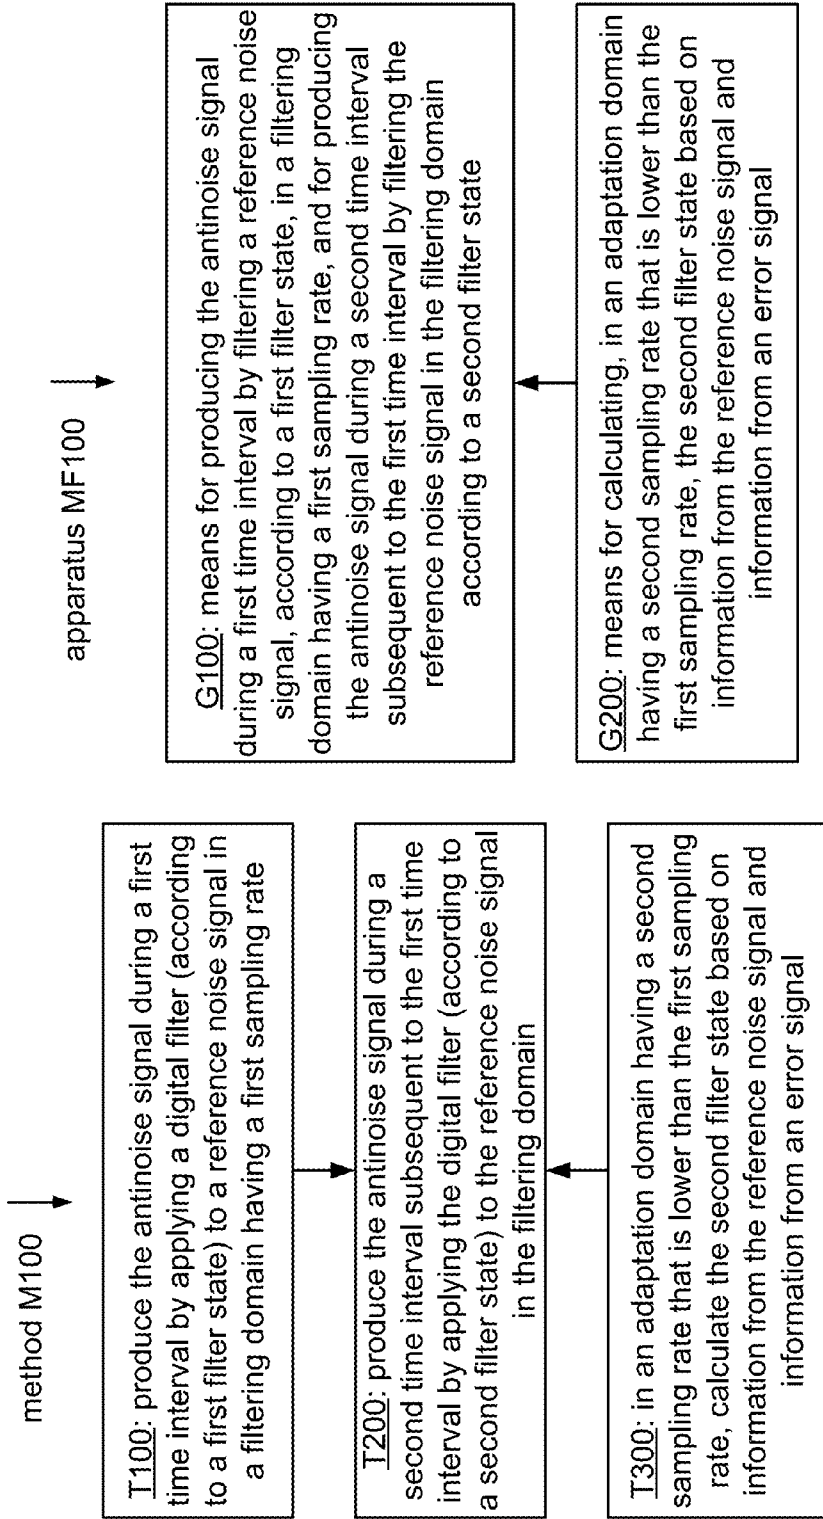 method M100
T100: produce the antinoise signal during a first
time interval by applying a digital filter (according
to a first filter state) to a reference noise signal in
a filtering domain having a first sampling rate
T200: produce the antinoise signal during a
second time interval subsequent to the first time
interval by applying the digital filter (according to
a second filter state) to the reference noise signal
in the filtering domain
T300: in an adaptation domain having a second
sampling rate that is lower than the first sampling
rate, calculate the second filter state based on
information from the reference noise signal and
information from an error signal
apparatus MF100
G100: means for producing the antinoise signal
during a first time interval by filtering a reference noise
signal, according to a first filter state, in a filtering
domain having a first sampling rate, and for producing
the antinoise signal during a second time interval
subsequent to the first time interval by filtering the
reference noise signal in the filtering domain
according to a second filter state
G200: means for calculating, in an adaptation domain
having a second sampling rate that is lower than the
first sampling rate, the second filter state based on
information from the reference noise signal and
information from an error signal